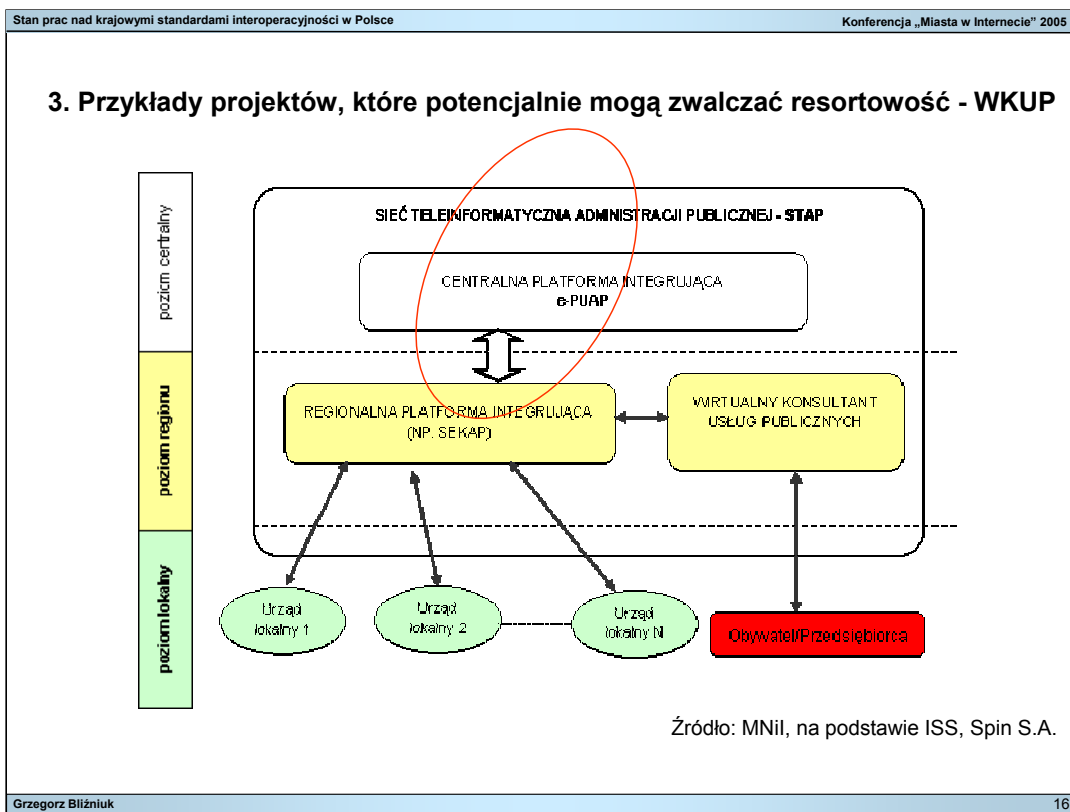 Stan prac nad krajowymi standardami interoperacyjności w Polsce
Konferencja „Miasta w Internecie” 2005
3. Przykłady projektów, które potencjalnie mogą zwalczać resortowość - WKUP
poziom centralny
SIEĆ TELEINFORMATYCZNA ADMINISTRACJI PUBLICZNEJ - STAP
CENTRALNA PLATFORMA INTEGRUJĄCA
e-PUAP
poziom regionu
REGIONALNA PLATFORMA INTEGRUJĄCA
(NP. SEKAP)
WIRTUALNY KONSULTANT
USŁUG PUBLICZNYCH
poziom lokalny
Urząd
lokalny 1
Urząd
lokalny 2
Urząd
lokalny N
Obywatel/Przedsiębiorca
Źródło: MNiI, na podstawie ISS, Spin S.A.
Grzegorz Bliźniuk
16